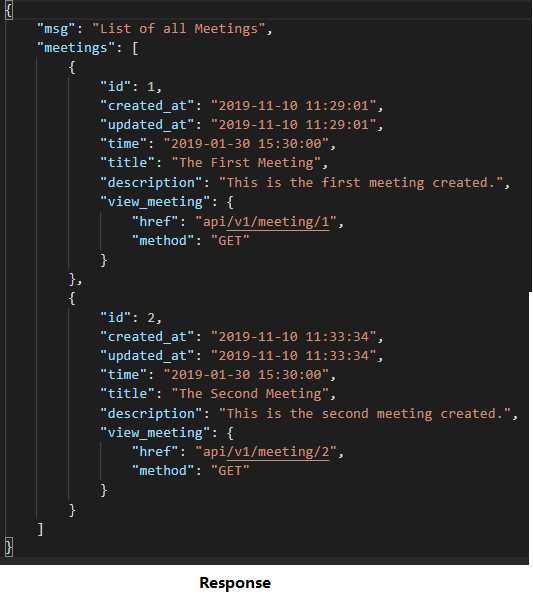 {
    "msg": "List of all Meetings",
    "meetings": [
        {
            "id": 1,
            "created_at": "2019-11-10 11:29:01",
            "updated_at": "2019-11-10 11:29:01",
            "time": "2019-01-30 15:30:00",
            "title": "The First Meeting",
            "description": "This is the first meeting created.",
            "view_meeting": {
                "href": "api/v1/meeting/1",
                "method": "GET"
            }
        },
        {
            "id": 2,
            "created_at": "2019-11-10 11:33:34",
            "updated_at": "2019-11-10 11:33:34",
            "time": "2019-01-30 15:30:00",
            "title": "The Second Meeting",
            "description": "This is the second meeting created.",
            "view_meeting": {
                "href": "api/v1/meeting/2",
                "method": "GET"
            }
        }
    ]
}
Response